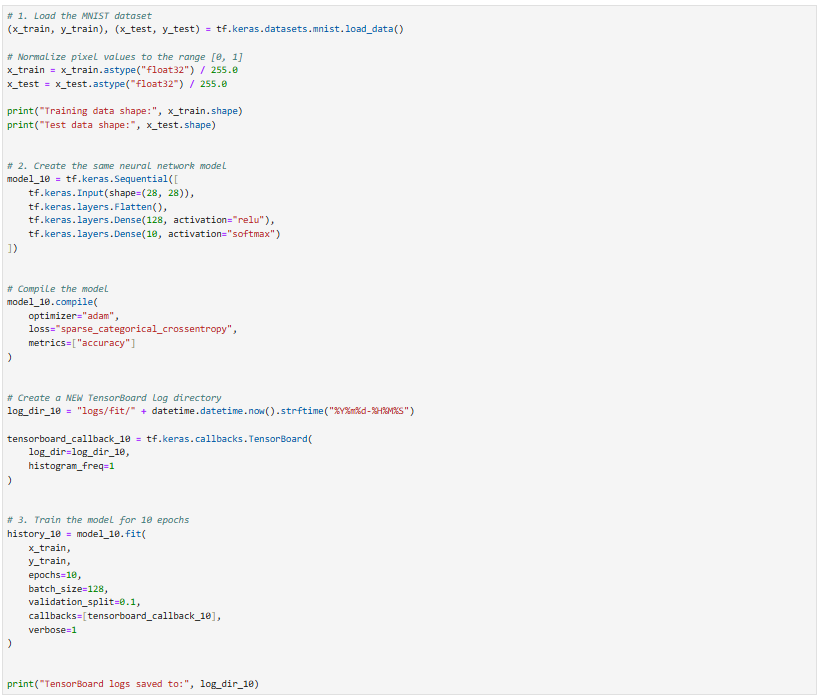 # 1. Load the MNIST dataset
(x_train, y_train), (x_test, y_test) = tf.keras.datasets.mnist.load_data()
# Normalize pixel values to the range [0, 1]
x_train = x_train.astype("float32") / 255.0
x_test = x_test.astype("float32") / 255.0
print("Training data shape:", x_train.shape)
print("Test data shape:", x_test.shape)
# 2. Create the same neural network model
model_10 = tf.keras.Sequential([
    tf.keras.Input(shape=(28, 28)),
    tf.keras.layers.Flatten(),
    tf.keras.layers.Dense(128, activation="relu"),
    tf.keras.layers.Dense(10, activation="softmax")
])
# Compile the model
model_10.compile(
    optimizer="adam",
    loss="sparse_categorical_crossentropy",
    metrics=["accuracy"]
)
# Create a NEW TensorBoard log directory
log_dir_10 = "logs/fit/" + datetime.datetime.now().strftime("%Y%m%d-%H%M%S")
tensorboard_callback_10 = tf.keras.callbacks.TensorBoard(
    log_dir=log_dir_10,
    histogram_freq=1
)
# 3. Train the model for 10 epochs
history_10 = model_10.fit(
    x_train,
    y_train,
    epochs=10,
    batch_size=128,
    validation_split=0.1,
    callbacks=[tensorboard_callback_10],
    verbose=1
)
print("TensorBoard logs saved to:", log_dir_10)